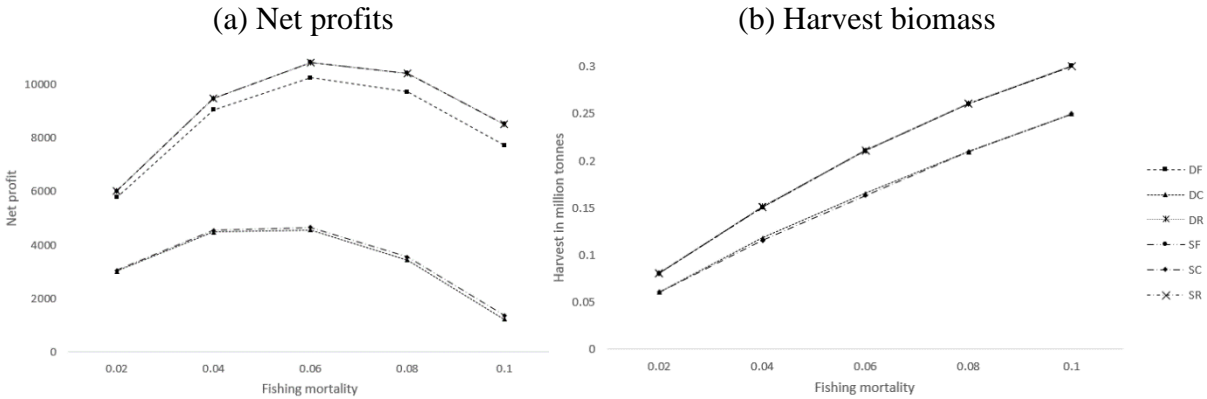 (a) Net profits
10000
8000
6000
4000
2000
0
Net profit
0.02 0.04 0.06 0.08 0.1
Fishing mortality
(b) Harvest biomass
0.3
0.25
0.2
0.15
0.1
0.05
0
Harvest in million tonnes
0.02 0.04 0.06 0.08 0.1
Fishing mortality
DF
DC
DR
SF
SC
SR